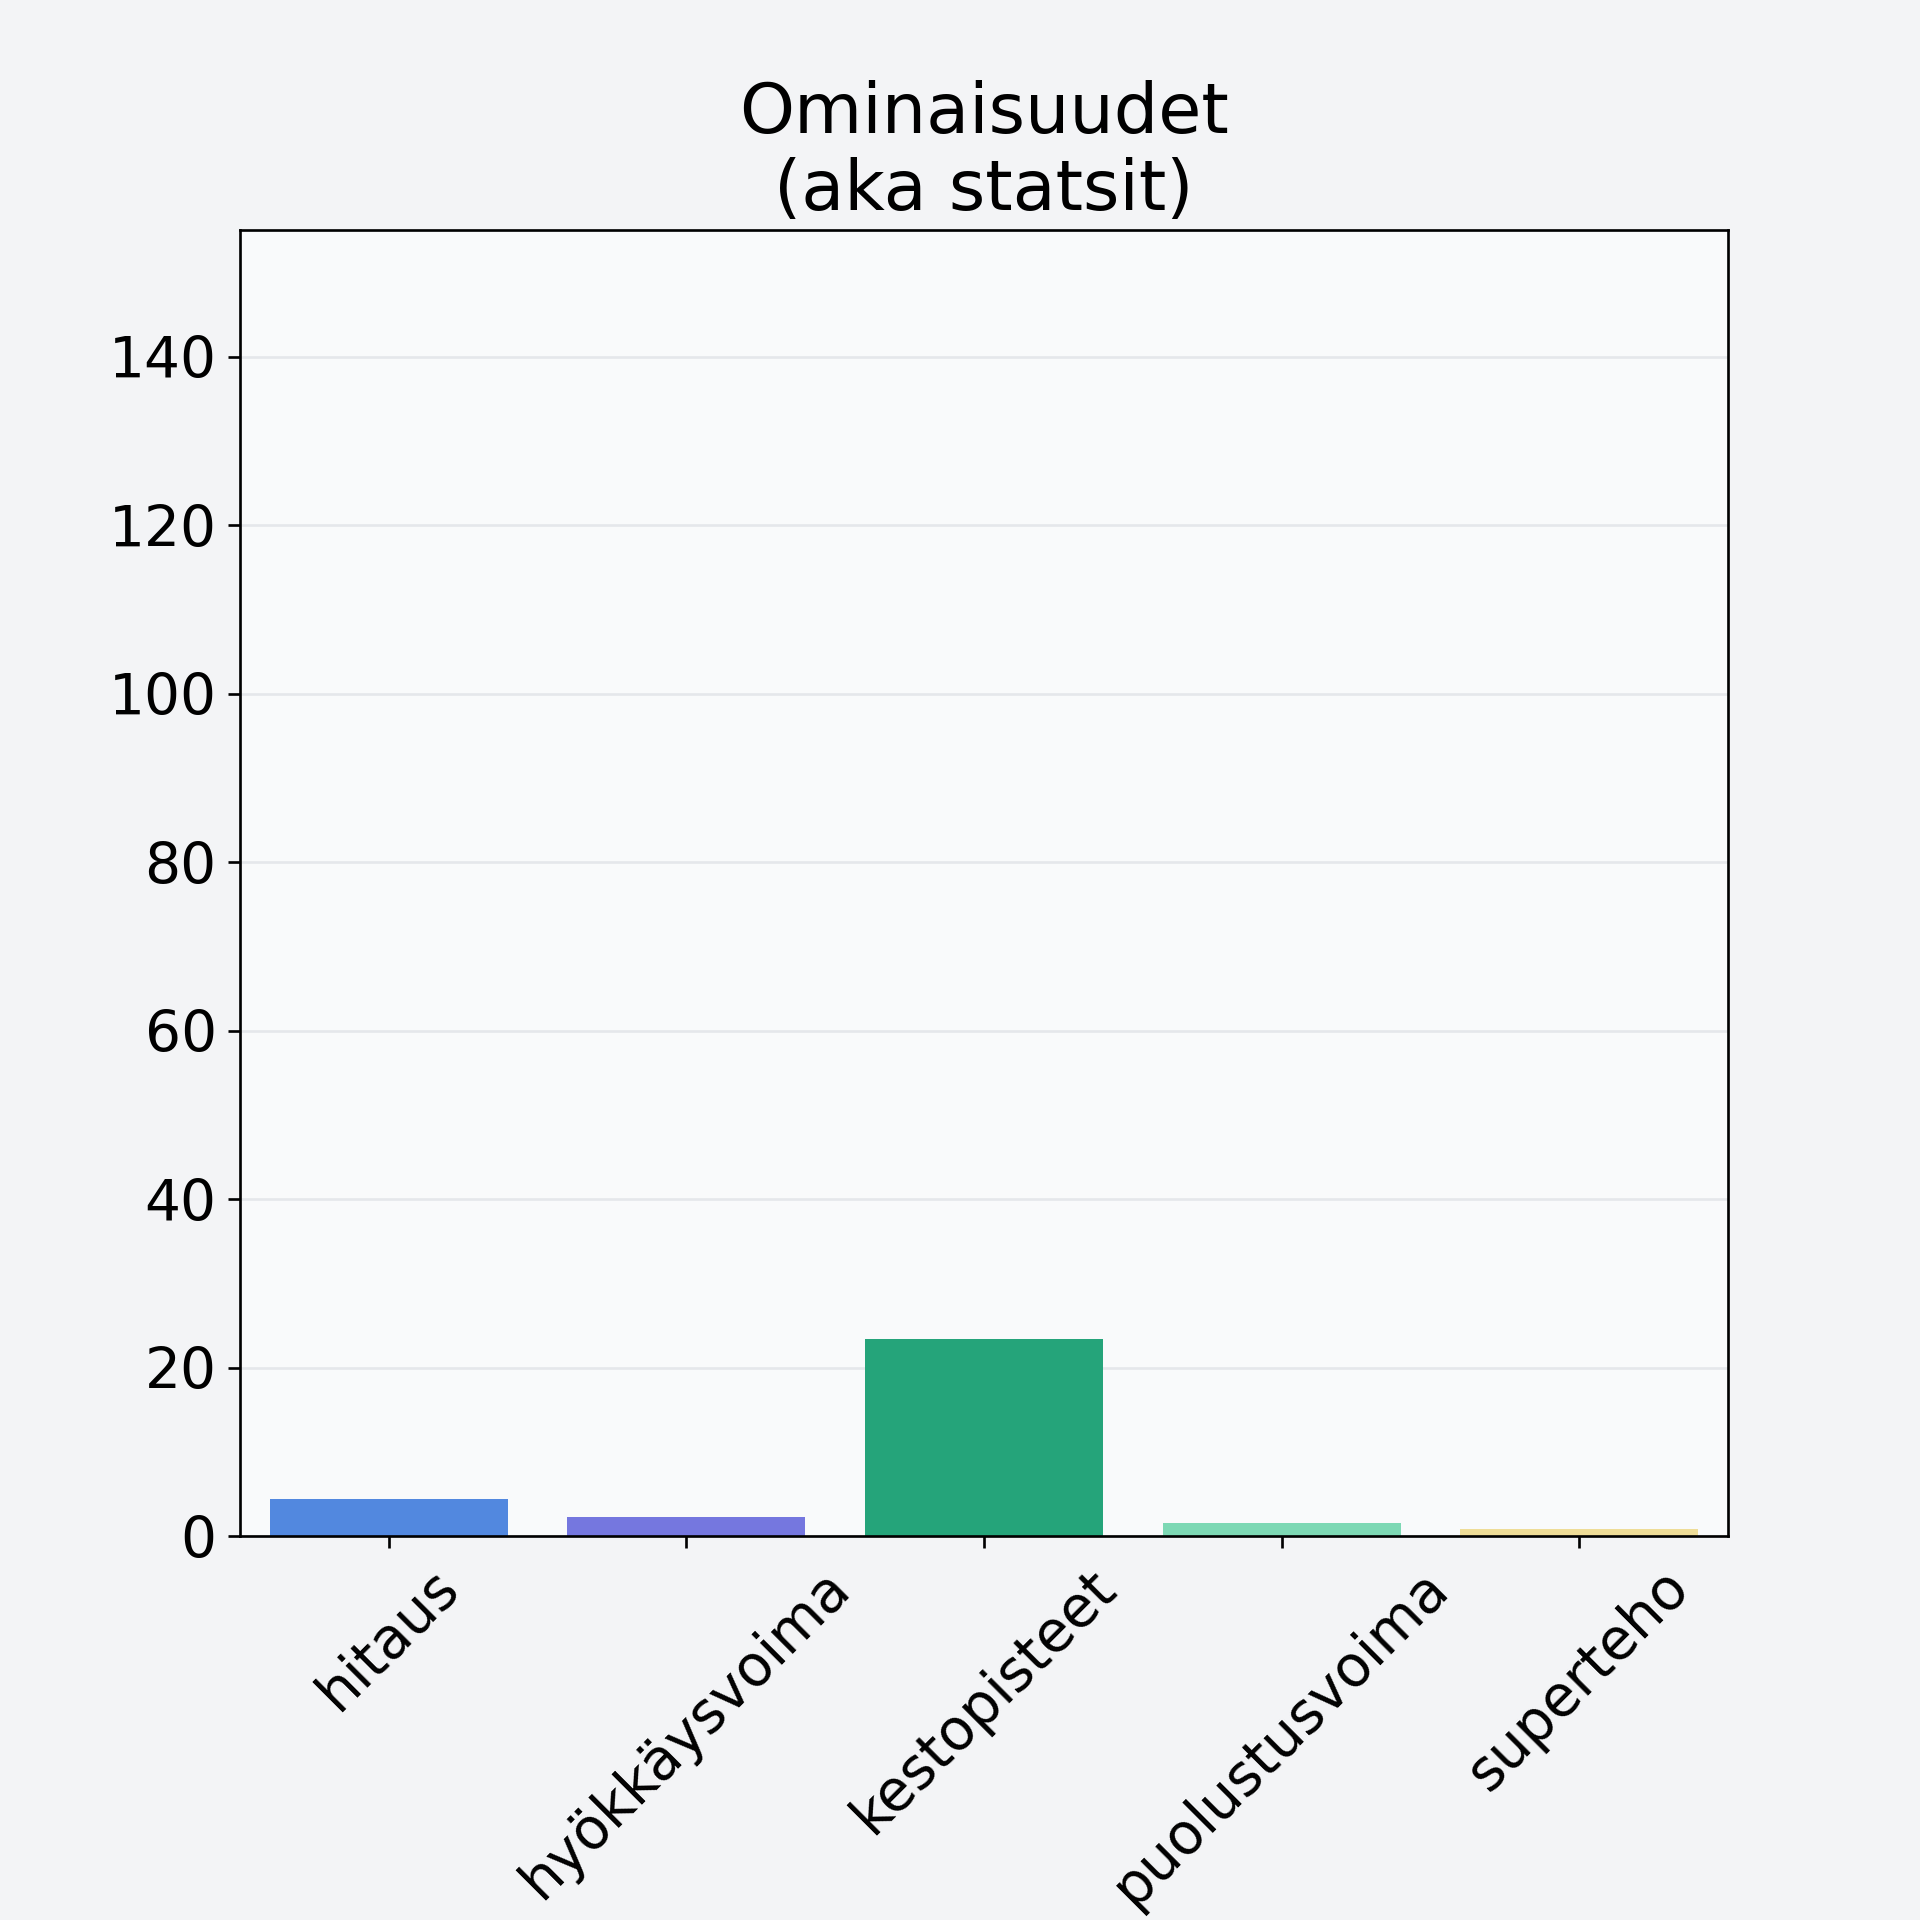 Ominaisuudet
(aka statsit)
140
120
100
80
60
40
20
0
hitaus
hyökkäysvoima
kestopisteet
puolustusvoima
superteho